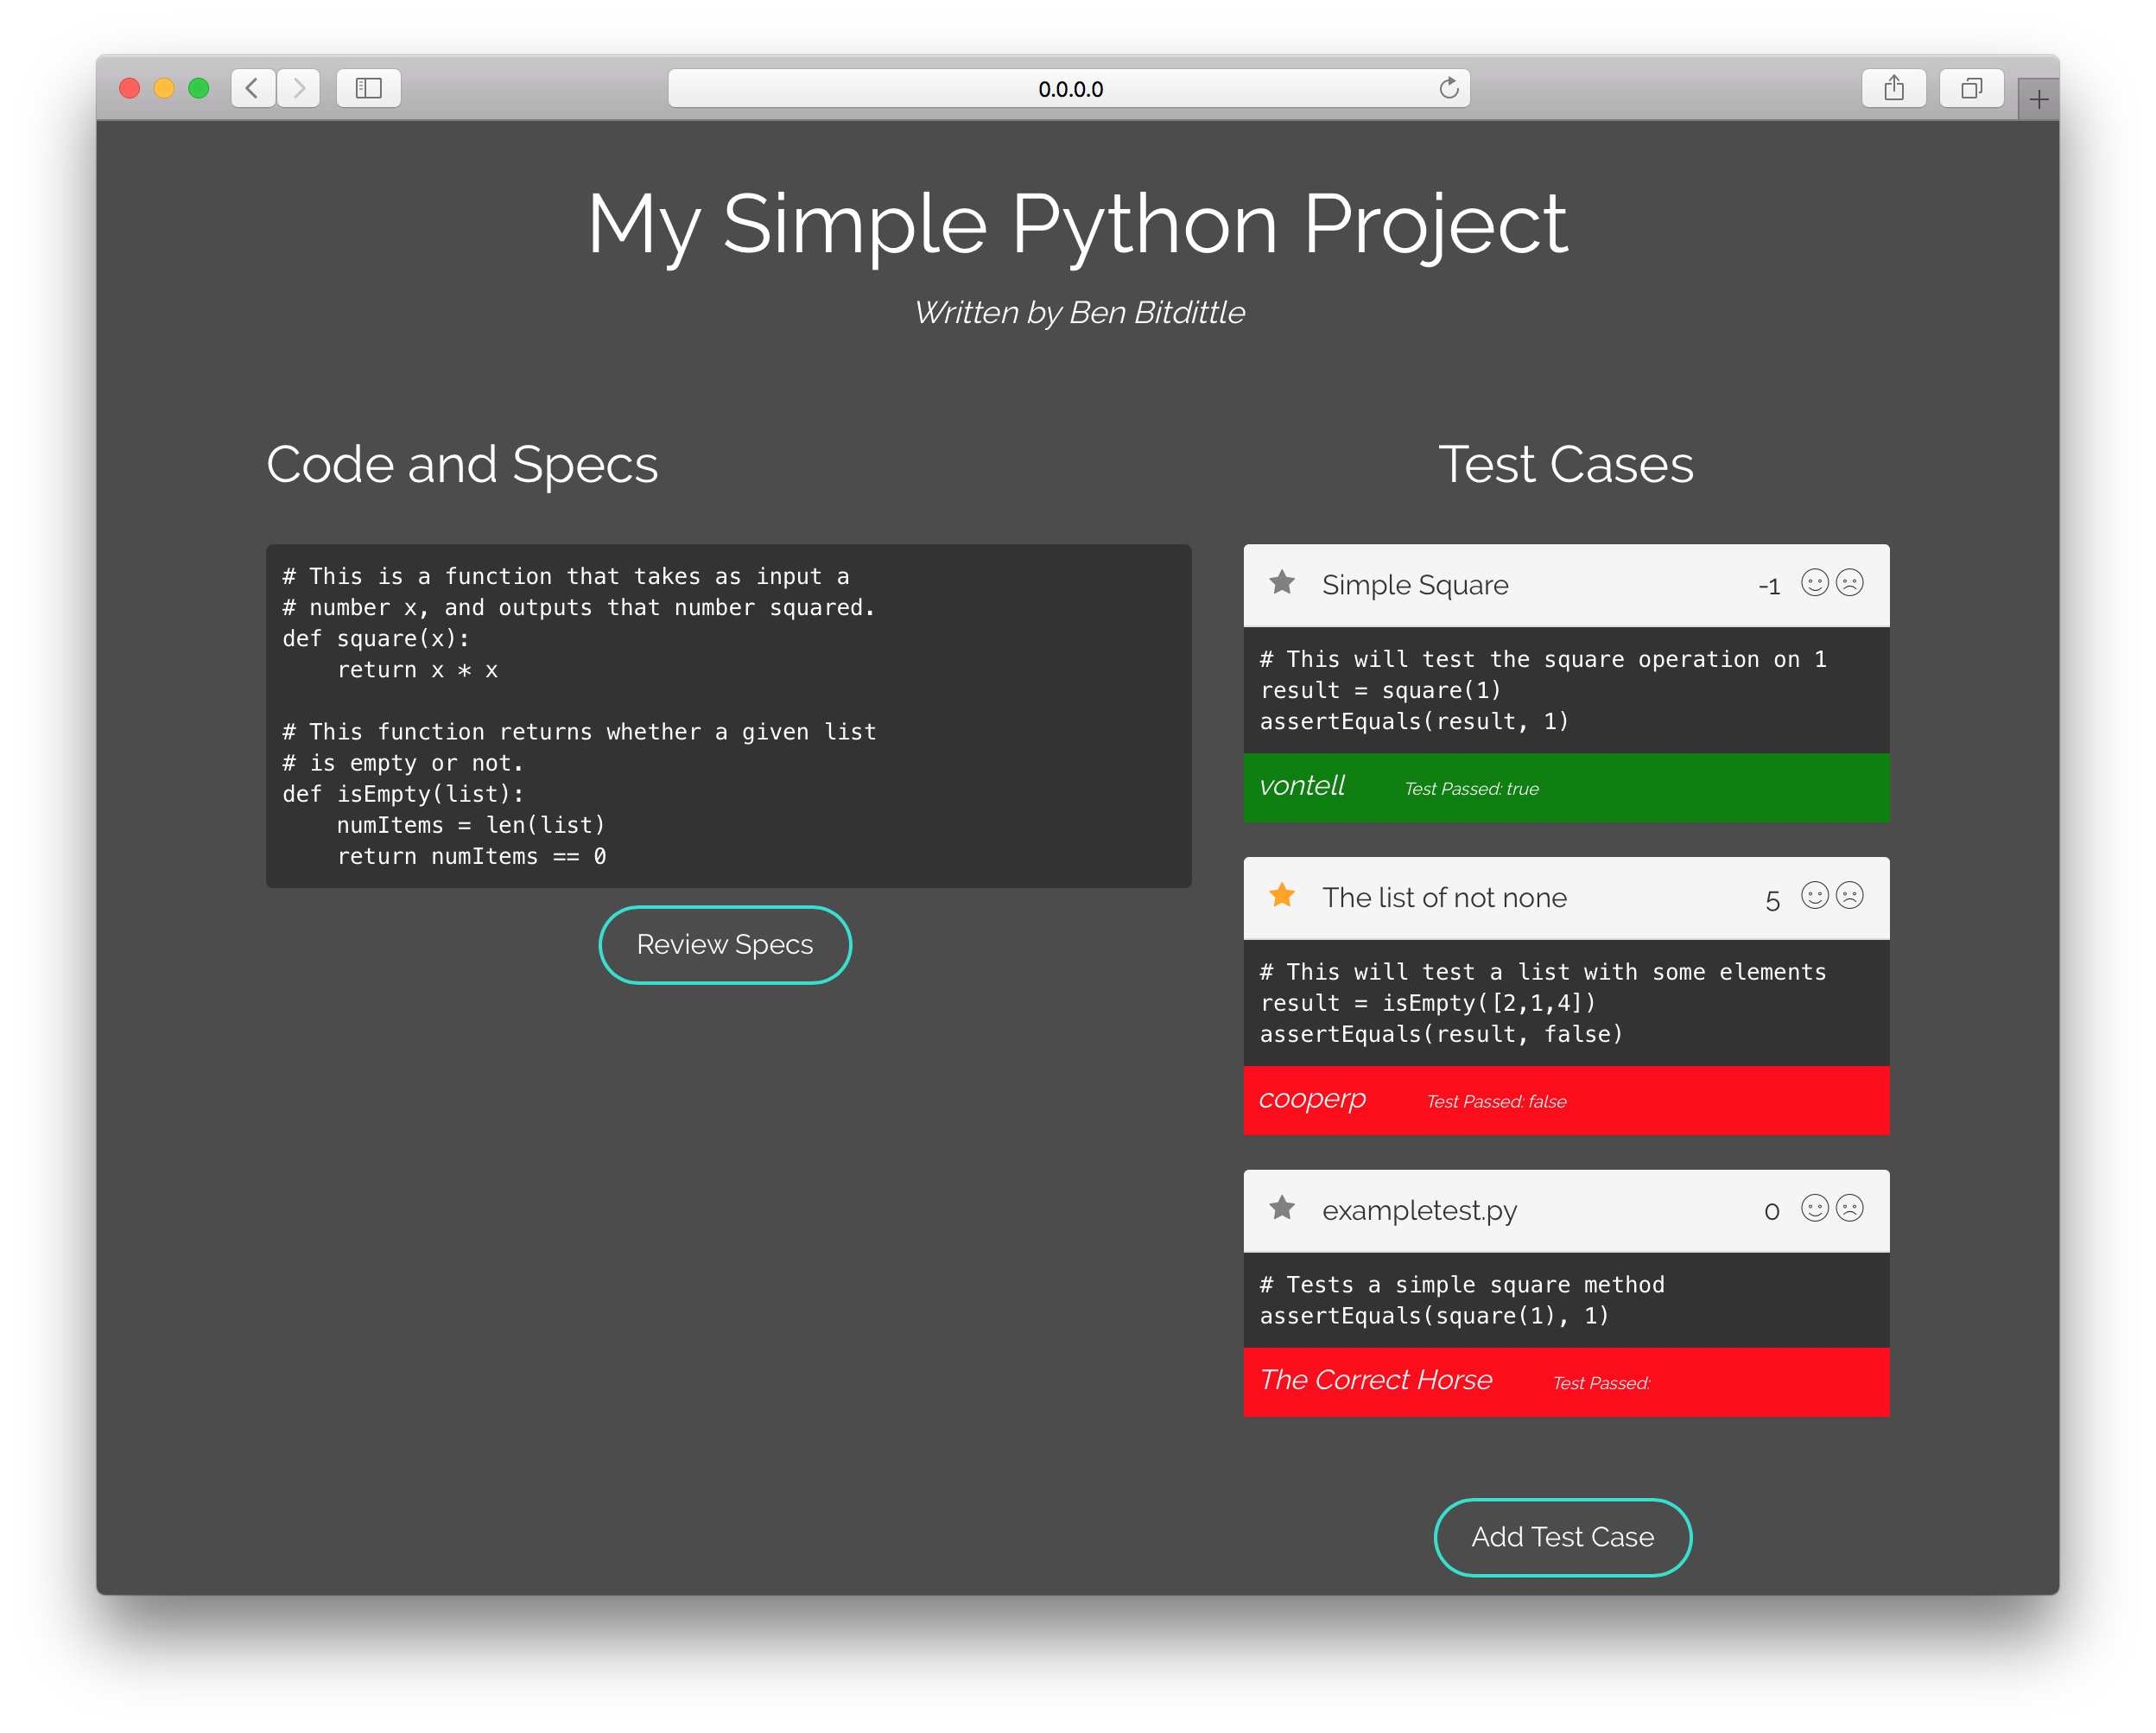 0.0.0.0
My Simple Python Project
Written by Ben Bitdittle
Code and Specs
# This is a function that takes as input a
# number x, and outputs that number squared.
def square(x):
    return x * x
# This function returns whether a given list
# is empty or not.
def isEmpty(list):
    numItems = len(list)
    return numItems == 0
Review Specs
Test Cases
Simple Square -1
# This will test the square operation on 1
result = square(1)
assertEquals(result, 1)
vontell Test Passed: true
The list of not none 5
# This will test a list with some elements
result = isEmpty([2,1,4])
assertEquals(result, false)
cooperp Test Passed: false
exampletest.py 0
# Tests a simple square method
assertEquals(square(1), 1)
The Correct Horse Test Passed:
Add Test Case